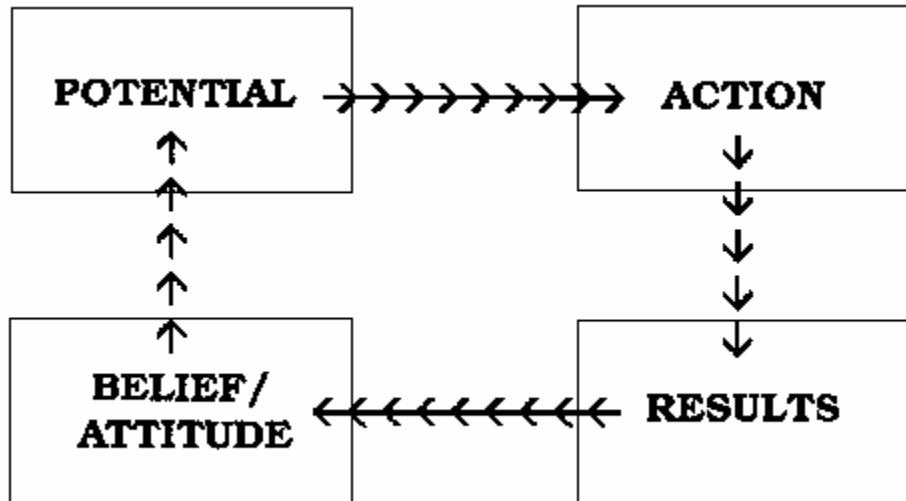 POTENTIAL
ACTION
BELIEF/
ATTITUDE
RESULTS